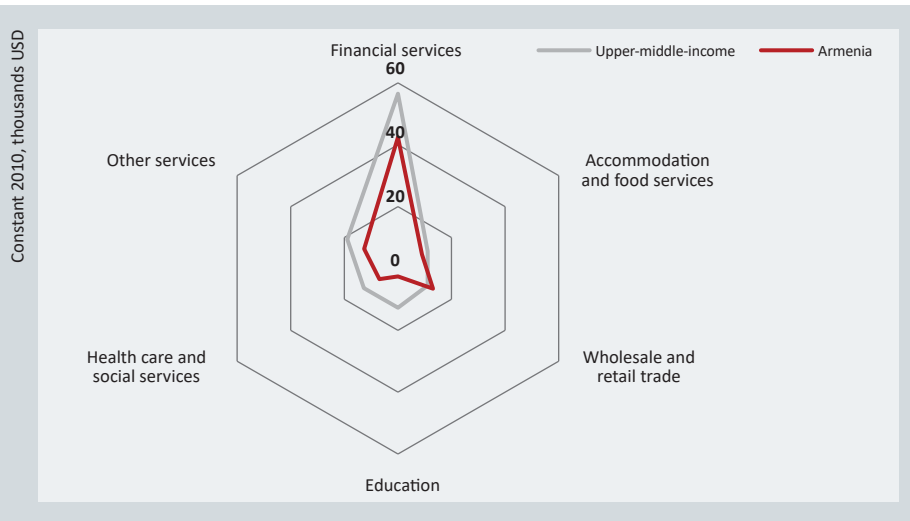 Constant 2010, thousands USD
Financial services
Upper-middle-income
Armenia
60
40
20
0
Other services
Accommodation
and food services
Health care and
social services
Wholesale and
retail trade
Education